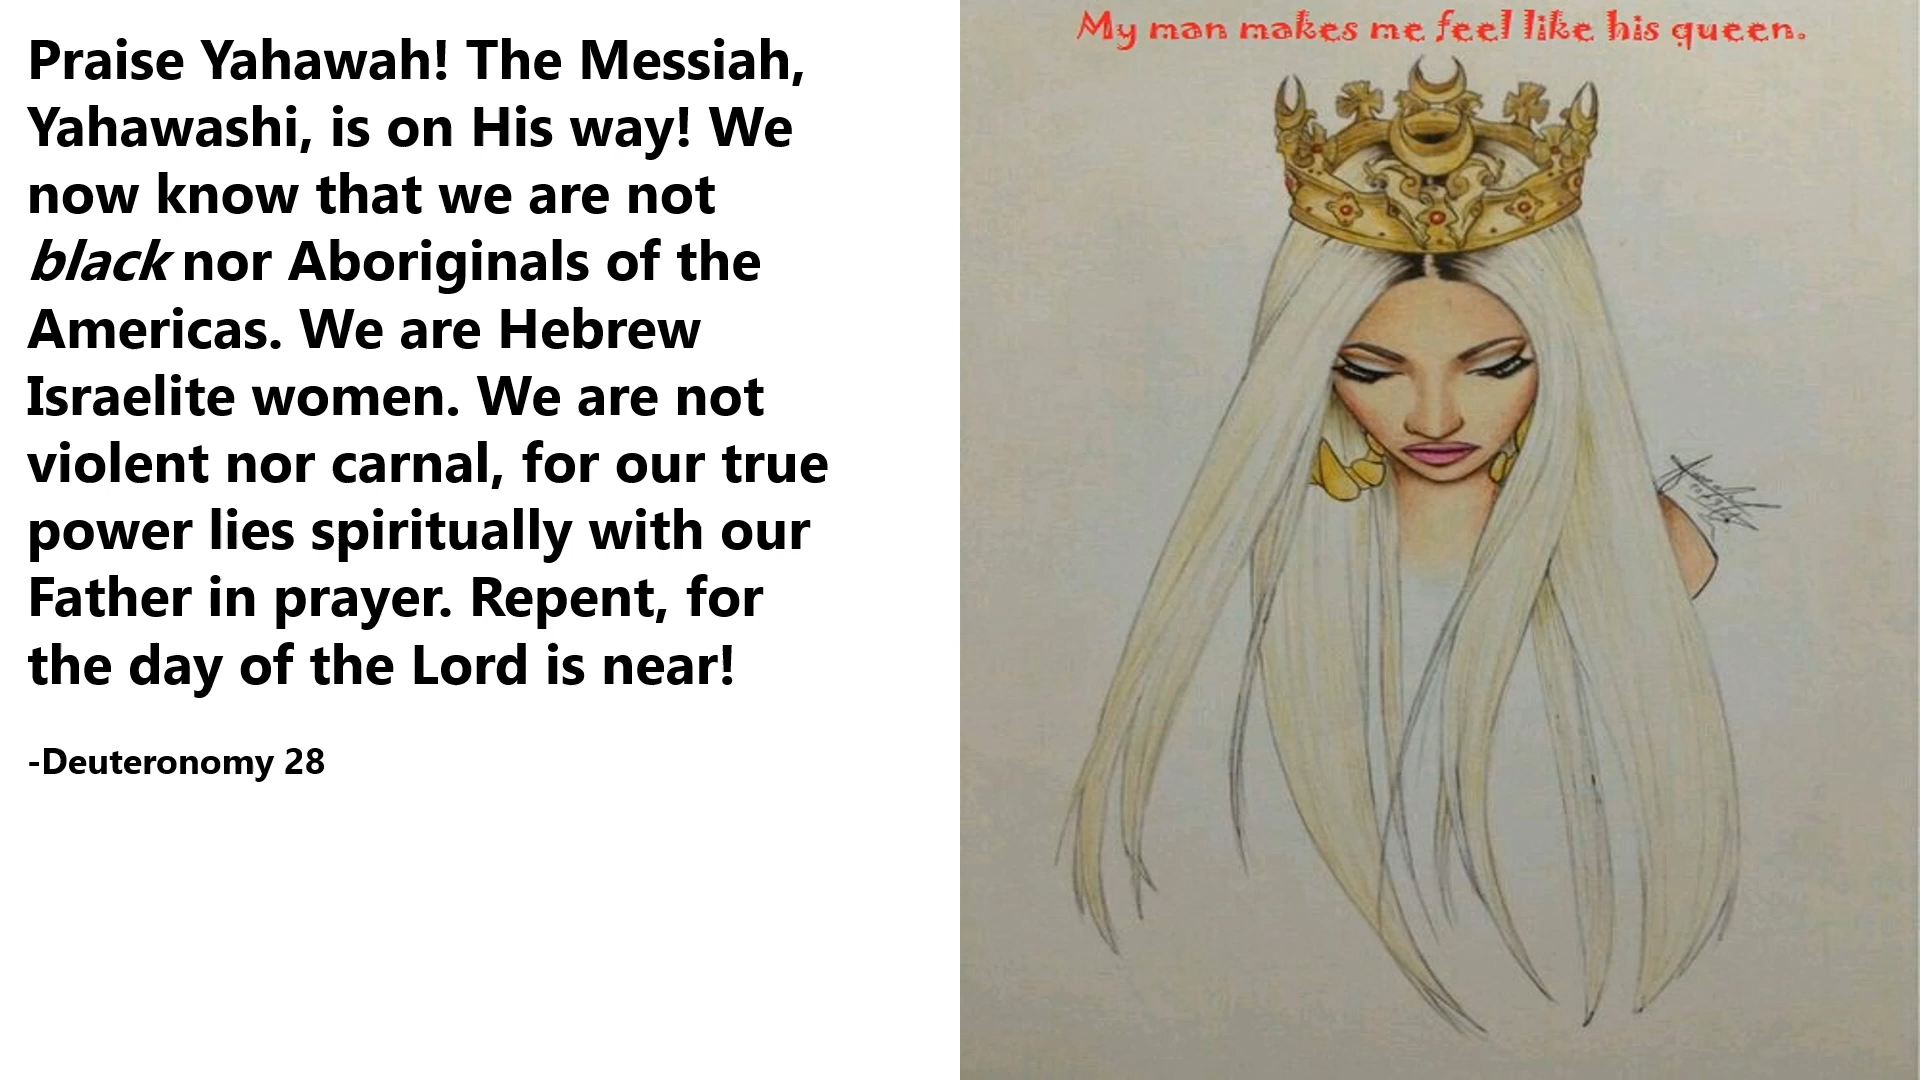 Praise Yahawah! The Messiah,
Yahawashi, is on His way! We
now know that we are not
black nor Aboriginals of the
Americas. We are Hebrew
Israelite women. We are not
violent nor carnal, for our true
power lies spiritually with our
Father in prayer. Repent, for
the day of the Lord is near!
-Deuteronomy 28
My man makes me feel like his queen.